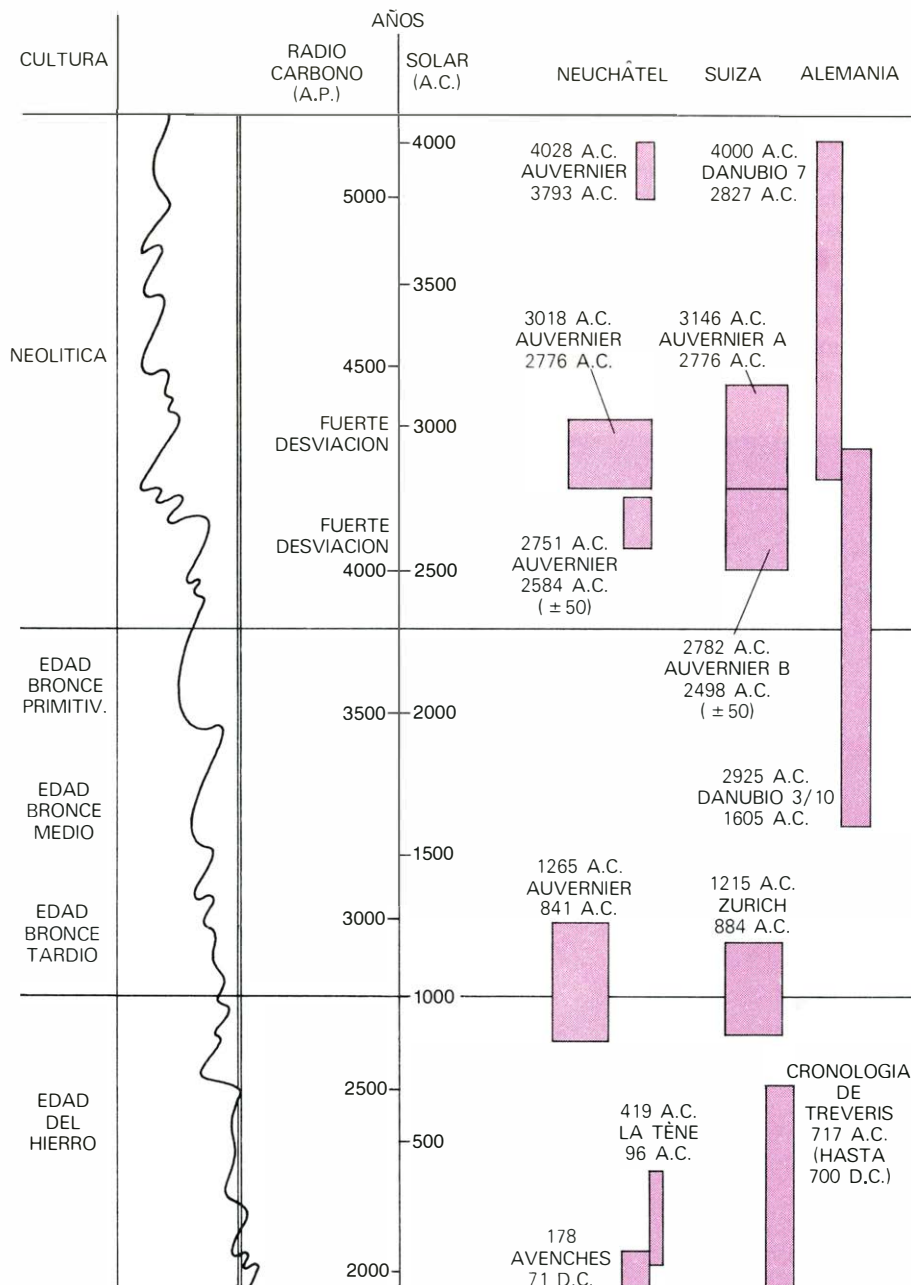 AÑOS
CULTURA
RADIO
CARBONO
(A.P.)
SOLAR
(A.C.)
NEUCHÂTEL
SUIZA
ALEMANIA
NEOLITICA
EDAD
BRONCE
PRIMITIV.
EDAD
BRONCE
MEDIO
EDAD
BRONCE
TARDIO
EDAD
DEL
HIERRO
5000
4500
FUERTE
DESVIACION
FUERTE
DESVIACION
4000
3500
3000
2500
2000
4000
3500
3000
2500
2000
1500
1000
500
4028 A.C.
AUVERNIER
3793 A.C.
3018 A.C.
AUVERNIER
2776 A.C.
2751 A.C.
AUVERNIER
2584 A.C.
(±50)
1265 A.C.
AUVERNIER
841 A.C.
419 A.C.
LA TÈNE
96 A.C.
178
AVENCHES
71 D.C.
3146 A.C.
AUVERNIER A
2776 A.C.
2782 A.C.
AUVERNIER B
2498 A.C.
(±50)
1215 A.C.
ZURICH
884 A.C.
4000 A.C.
DANUBIO 7
2827 A.C.
2925 A.C.
DANUBIO 3/10
1605 A.C.
CRONOLOGIA
DE
TREVERIS
717 A.C.
(HASTA
700 D.C.)